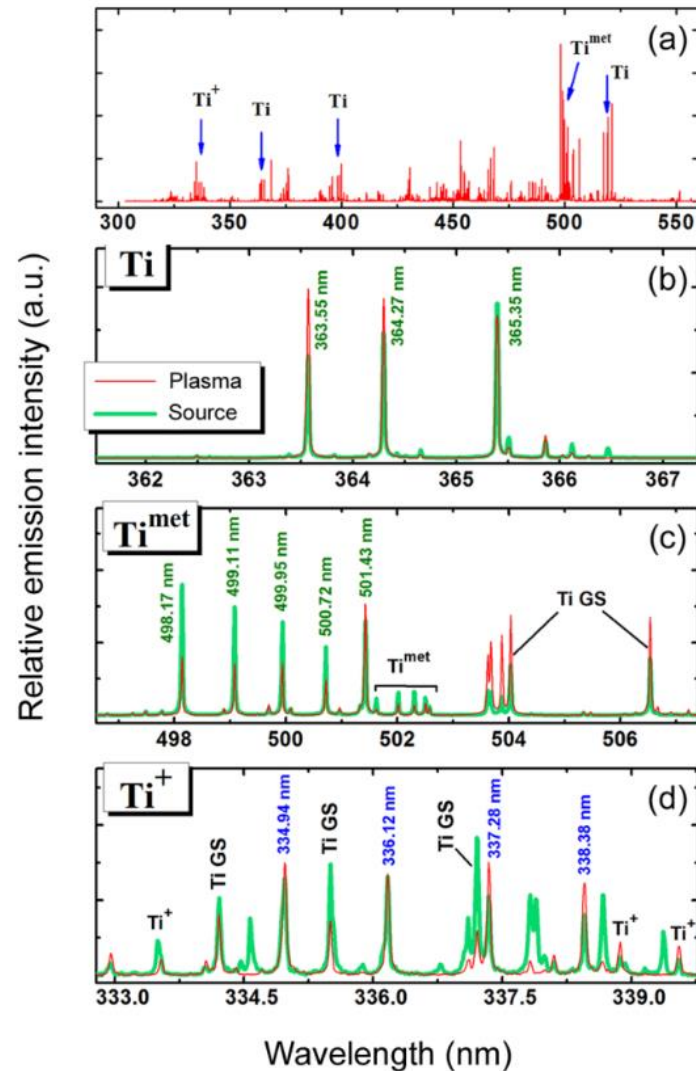 Relative emission intensity (a.u.)
(a)
Ti⁺
Ti
Ti
Ti^met
Ti
300 350 400 450 500 550
Ti
(b)
363.55 nm
364.27 nm
365.35 nm
Plasma
Source
362 363 364 365 366 367
Ti^met
(c)
498.17 nm
499.11 nm
499.95 nm
500.72 nm
501.43 nm
Ti^met
Ti GS
498 500 502 504 506
Ti⁺
(d)
Ti⁺
Ti GS
334.94 nm
Ti GS
336.12 nm
Ti GS
337.28 nm
338.38 nm
Ti⁺
Ti⁺
333.0 334.5 336.0 337.5 339.0
Wavelength (nm)